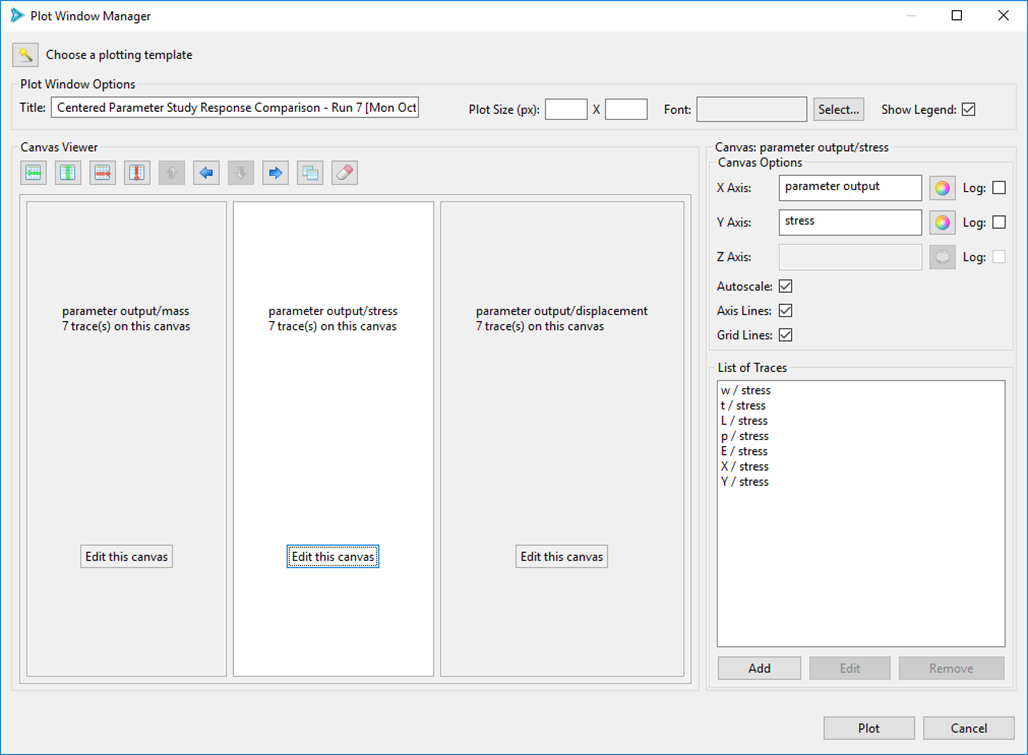 Plot Window Manager
Choose a plotting template
Plot Window Options
Title: Centered Parameter Study Response Comparison - Run 7 [Mon Oct
Plot Size (px): X Font: Select... Show Legend:
Canvas Viewer
parameter output/mass
7 trace(s) on this canvas
Edit this canvas
parameter output/stress
7 trace(s) on this canvas
Edit this canvas
parameter output/displacement
7 trace(s) on this canvas
Edit this canvas
Canvas: parameter output/stress
Canvas Options
X Axis: parameter output Log:
Y Axis: stress Log:
Z Axis: Log:
Autoscale:
Axis Lines:
Grid Lines:
List of Traces
w / stress
t / stress
L / stress
p / stress
E / stress
X / stress
Y / stress
Add Edit Remove
Plot Cancel